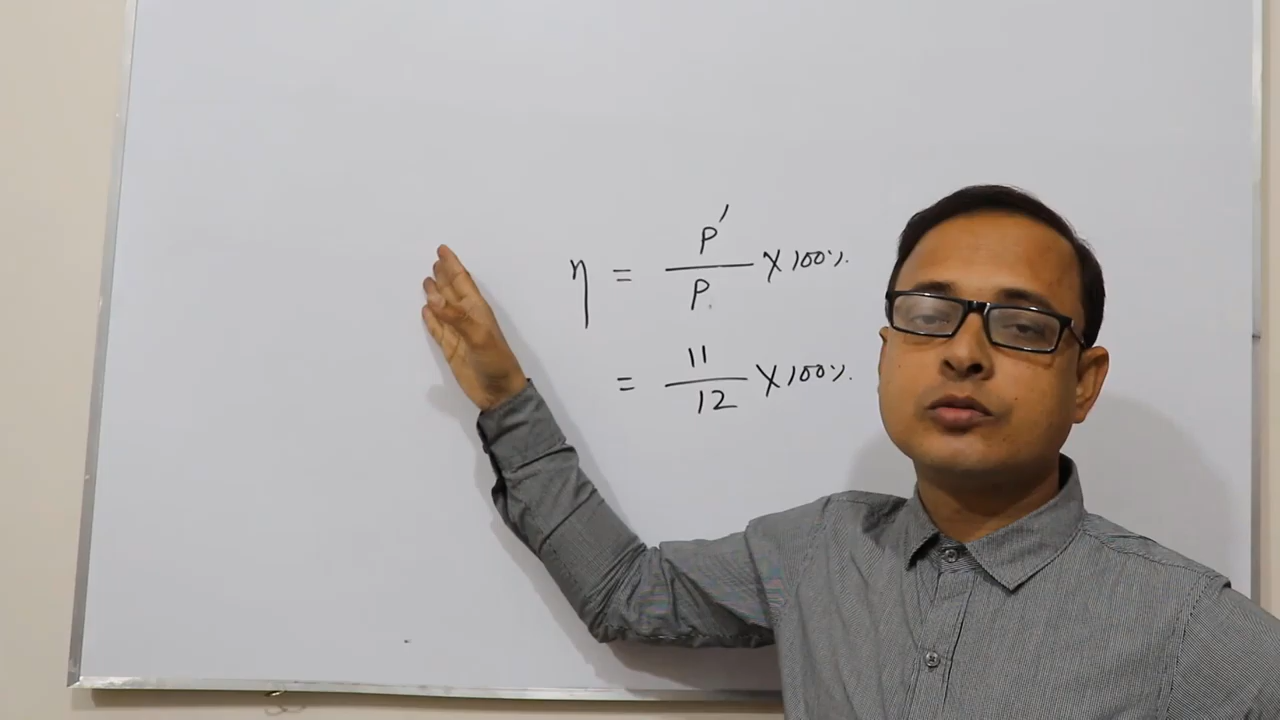 η = P' / P × 100%
= 11 / 12 × 100%